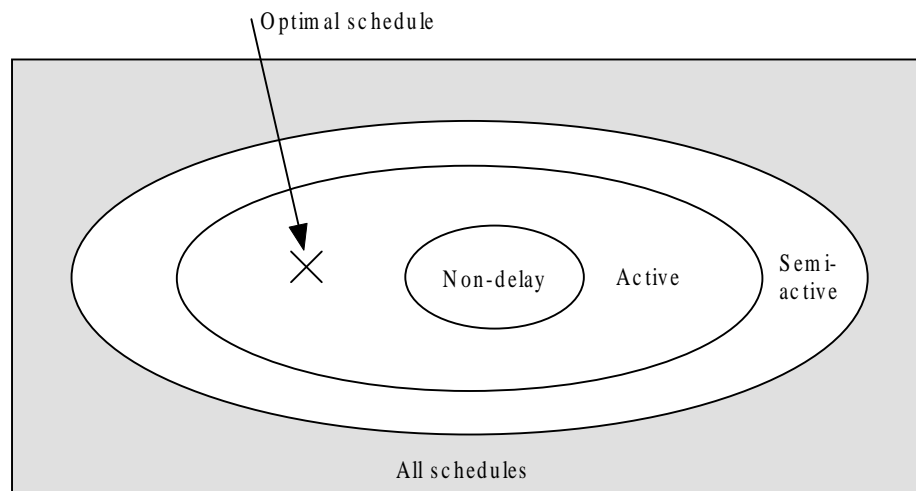 Optimal schedule
Non-delay
Active
Semi-
active
All schedules